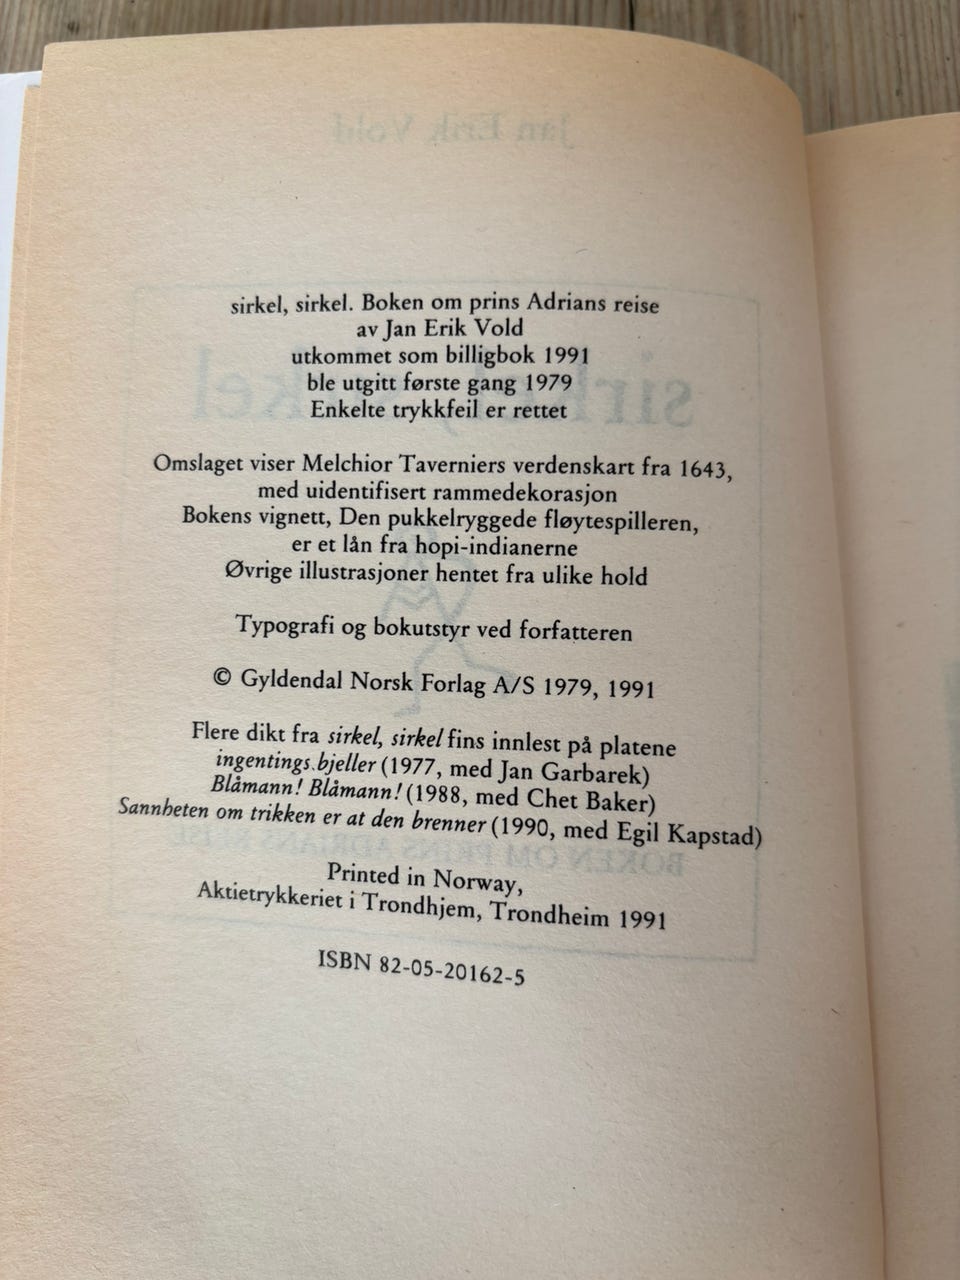 sirkel, sirkel. Boken om prins Adrians reise
av Jan Erik Vold
utkommet som billigbok 1991
ble utgitt første gang 1979
Enkelte trykkfeil er rettet
Omslaget viser Melchior Taverniers verdenskart fra 1643,
med uidentifisert rammedekorasjon
Bokens vignett, Den pukkelryggede fløytespilleren,
er et lån fra hopi-indianerne
Øvrige illustrasjoner hentet fra ulike hold
Typografi og bokutstyr ved forfatteren
© Gyldendal Norsk Forlag A/S 1979, 1991
Flere dikt fra sirkel, sirkel fins innlest på platene
ingentings bjeller (1977, med Jan Garbarek)
Blåmann! Blåmann! (1988, med Chet Baker)
Sannheten om trikken er at den brenner (1990, med Egil Kapstad)
Printed in Norway,
Aktietrykkeriet i Trondhjem, Trondheim 1991
ISBN 82-05-20162-5